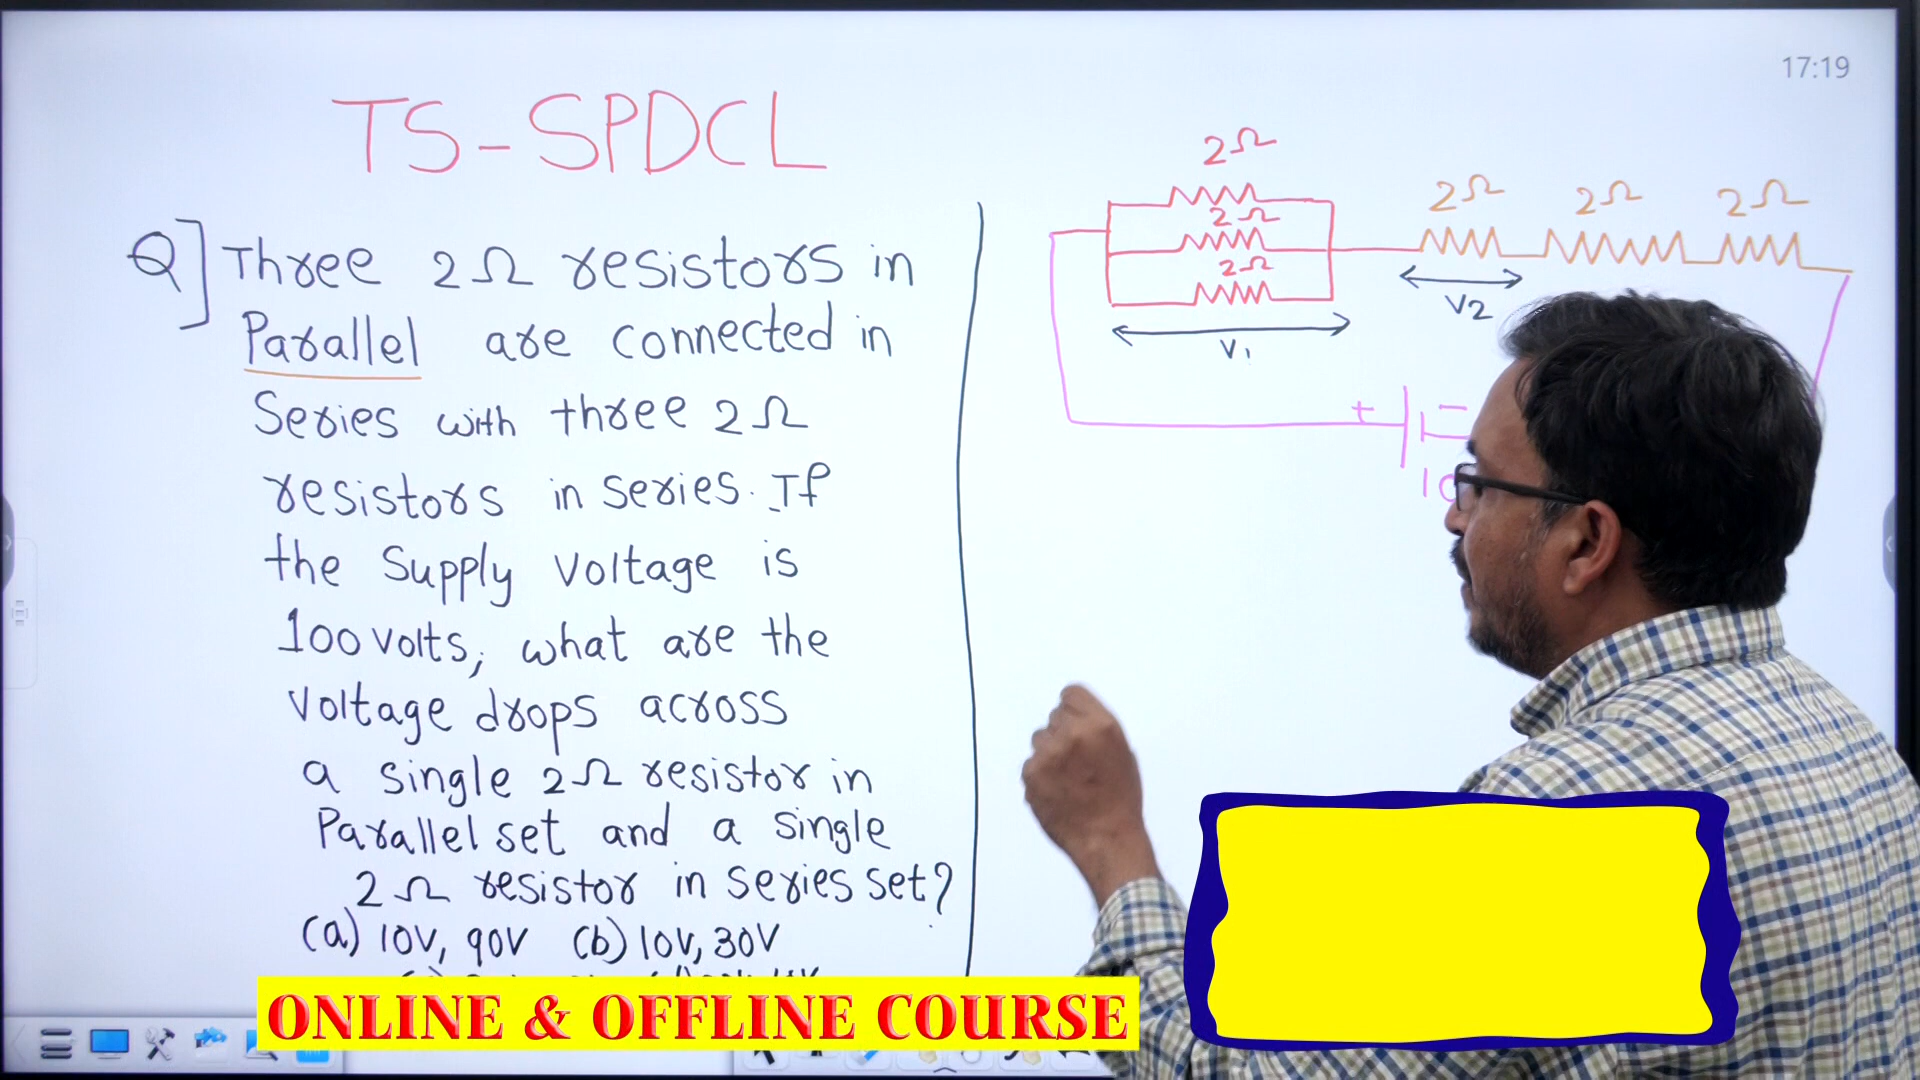 17:19
TS-SPDCL
Q] Three 2Ω resistors in
Parallel are connected in
Series with three 2Ω
resistors in series. If
the Supply Voltage is
100 volts, what are the
Voltage drops across
a single 2Ω resistor in
Parallel set and a single
2Ω resistor in series set?
(a) 10V, 90V (b) 10V, 30V
2Ω
2Ω
2Ω
2Ω 2Ω 2Ω
V1
V2
+ −
ONLINE & OFFLINE COURSE